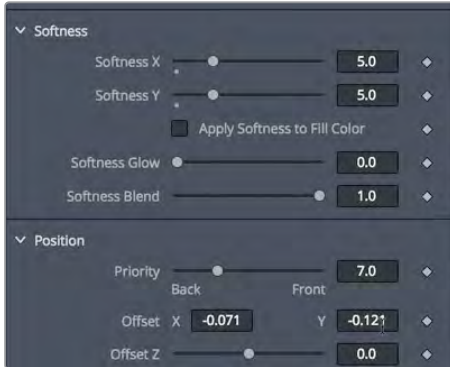 Softness
Softness X 5.0
Softness Y 5.0
Apply Softness to Fill Color
Softness Glow 0.0
Softness Blend 1.0
Position
Priority 7.0
Back Front
Offset X -0.071 Y -0.121
Offset Z 0.0